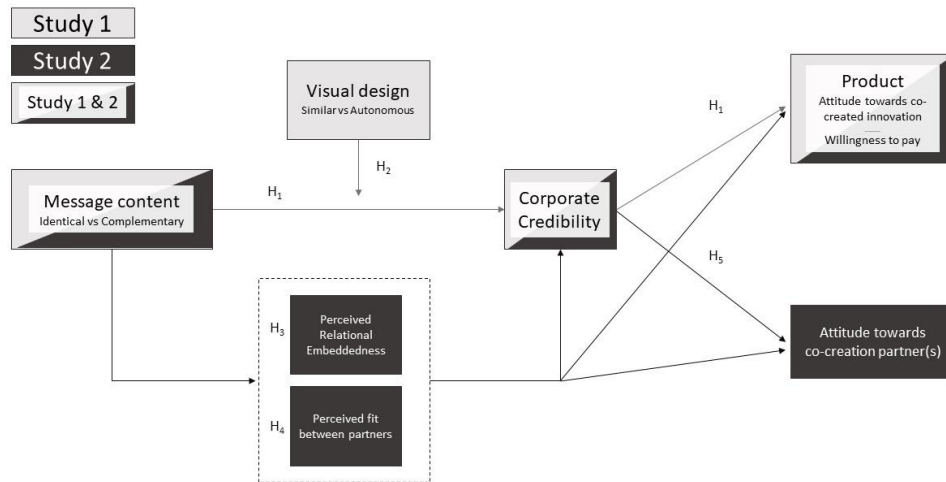 Study 1
Study 2
Study 1 & 2
Visual design
Similar vs Autonomous
H₂
Message content
Identical vs Complementary
H₁
Corporate
Credibility
H₁
Product
Attitude towards co-
created innovation
Willingness to pay
H₅
H₃
Perceived
Relational
Embeddedness
H₄
Perceived fit
between partners
Attitude towards
co-creation partner(s)